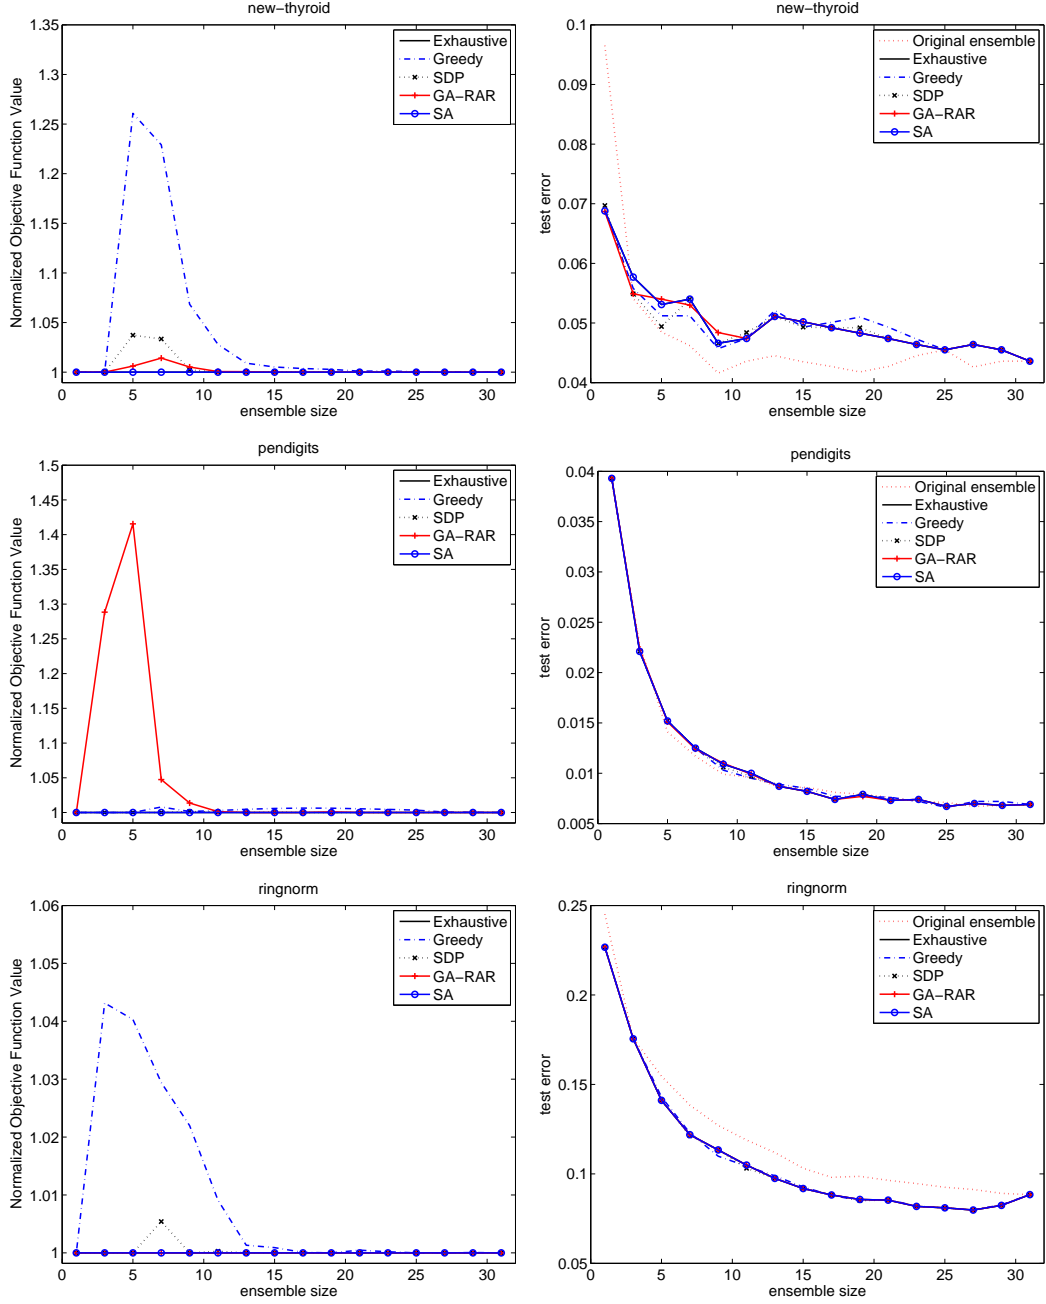 new−thyroid
1.35
1.3
1.25
1.2
1.15
1.1
1.05
1
Normalized Objective Function Value
0 5 10 15 20 25 30
ensemble size
Exhaustive
Greedy
SDP
GA−RAR
SA
new−thyroid
0.1
0.09
0.08
0.07
0.06
0.05
0.04
test error
0 5 10 15 20 25 30
ensemble size
Original ensemble
Exhaustive
Greedy
SDP
GA−RAR
SA
pendigits
1.5
1.45
1.4
1.35
1.3
1.25
1.2
1.15
1.1
1.05
1
Normalized Objective Function Value
0 5 10 15 20 25 30
ensemble size
Exhaustive
Greedy
SDP
GA−RAR
SA
pendigits
0.04
0.035
0.03
0.025
0.02
0.015
0.01
0.005
test error
0 5 10 15 20 25 30
ensemble size
Original ensemble
Exhaustive
Greedy
SDP
GA−RAR
SA
ringnorm
1.06
1.05
1.04
1.03
1.02
1.01
1
Normalized Objective Function Value
0 5 10 15 20 25 30
ensemble size
Exhaustive
Greedy
SDP
GA−RAR
SA
ringnorm
0.25
0.2
0.15
0.1
0.05
test error
0 5 10 15 20 25 30
ensemble size
Original ensemble
Exhaustive
Greedy
SDP
GA−RAR
SA